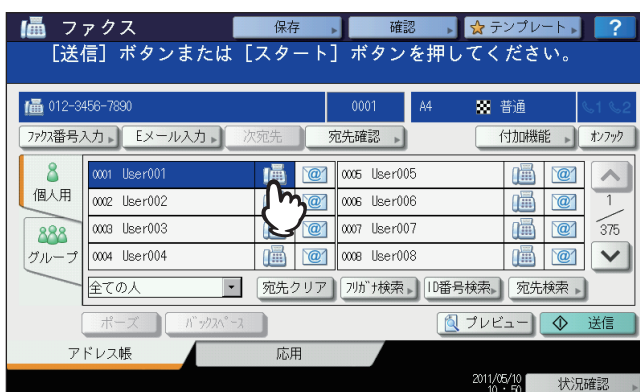 ファクス 保存 確認 テンプレート ?
[送信] ボタンまたは [スタート] ボタンを押してください。
012-3456-7890 0001 A4 普通 1 2
ファクス番号入力 Eメール入力 次宛先 宛先確認 付加機能 オンフック
個人用
グループ
0001 User001 0005 User005
0002 User002 0006 User006
0003 User003 0007 User007
0004 User004 0008 User008
1
375
全ての人 宛先クリア フリガナ検索 ID番号検索 宛先検索
ポーズ バックスペース プレビュー 送信
アドレス帳 応用
2011/05/10
10:50 状況確認